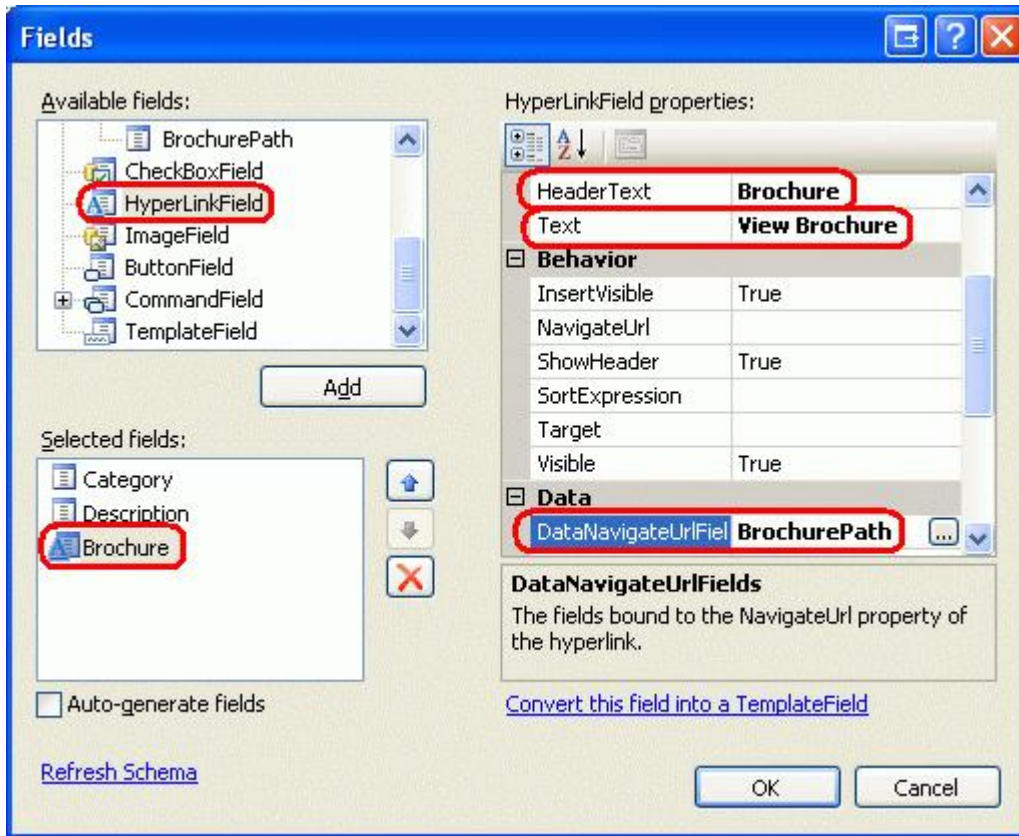 Fields
Available fields:
BrochurePath
CheckBoxField
HyperLinkField
ImageField
ButtonField
CommandField
TemplateField
Add
Selected fields:
Category
Description
Brochure
Auto-generate fields
Refresh Schema
HyperLinkField properties:
HeaderText Brochure
Text View Brochure
Behavior
InsertVisible True
NavigateUrl
ShowHeader True
SortExpression
Target
Visible True
Data
DataNavigateUrlFiel BrochurePath ...
DataNavigateUrlFields
The fields bound to the NavigateUrl property of
the hyperlink.
Convert this field into a TemplateField
OK Cancel